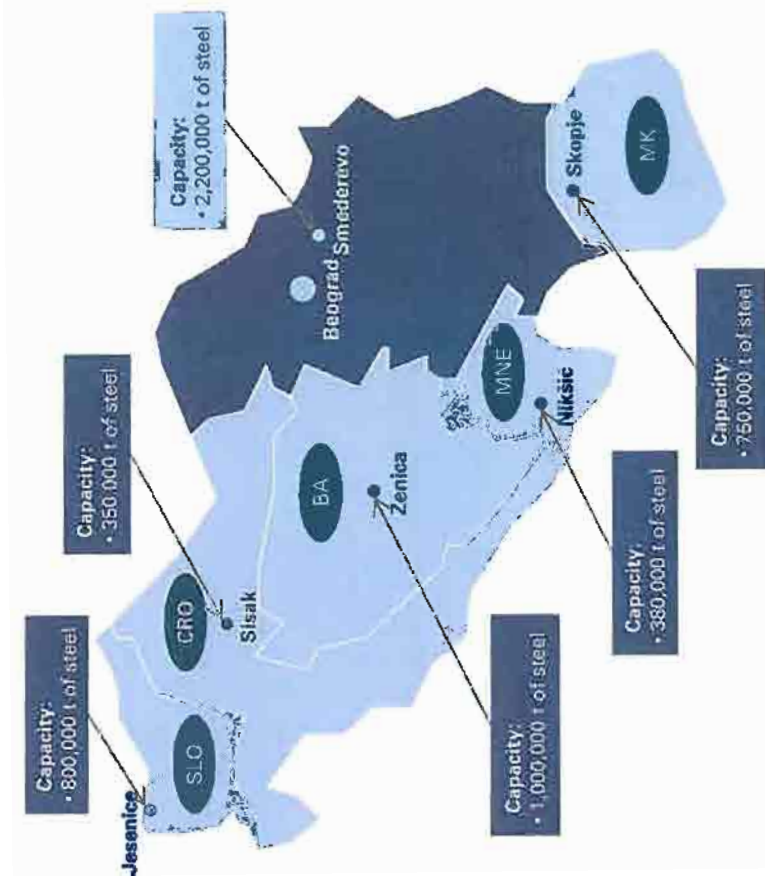 Jesenice
SLO
Capacity:
• 800,000 t of steel
CRO
Sisak
Capacity:
• 350,000 t of steel
BA
Zenica
Capacity:
• 1,000,000 t of steel
Beograd
Smederevo
Capacity:
• 2,200,000 t of steel
MNE
Nikšić
Capacity:
• 380,000 t of steel
Skopje
MK
Capacity:
• 750,000 t of steel